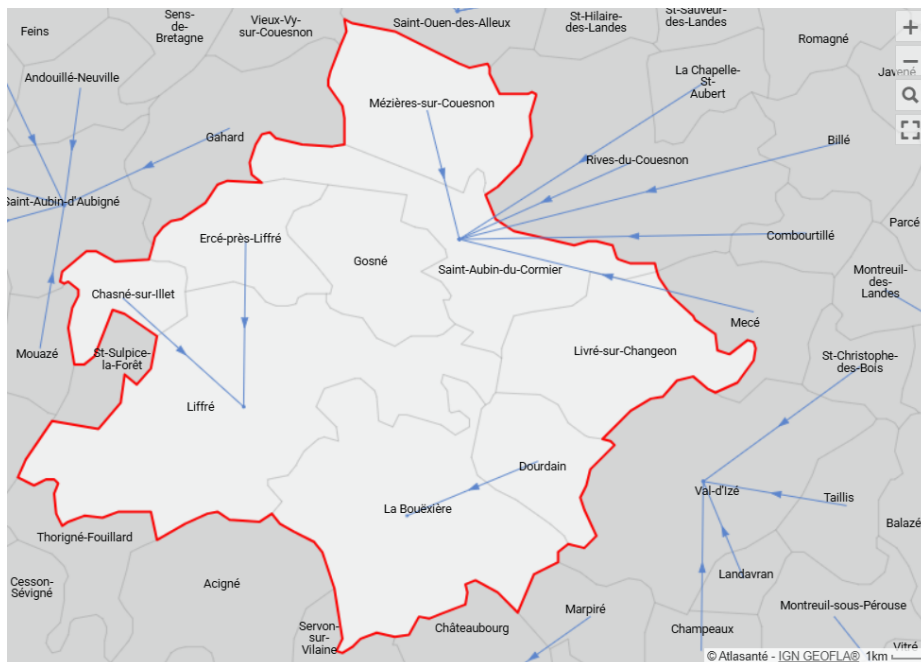 Sens-
de-
Bretagne
Vieux-Vy
-sur-Couesnon
Saint-Ouen-des-Alleux
St-Hilaire
-des-Landes
St-Sauveur
-des-Landes
Feins
Romagné
+
−
Andouillé-Neuville
La Chapelle-
St-
Aubert
Javené
Mézières-sur-Couesnon
Gahard
Billé
Rives-du-Couesnon
Saint-Aubin-d'Aubigné
Parcé
Ercé-près-Liffré
Combourtillé
Gosné
Saint-Aubin-du-Cormier
Montreuil
-des-
Landes
Chasné-sur-Illet
Mecé
Mouazé
St-Sulpice-
la-Forêt
Livré-sur-Changeon
St-Christophe
-des-Bois
Liffré
Dourdain
Val-d'Izé
Taillis
La Bouëxière
Balazé
Thorigné-Fouillard
Cesson-
Sévigné
Acigné
Landavran
Montreuil-sous-Pérouse
Servon-
sur-
Vilaine
Châteaubourg
Marpiré
Champeaux
Vitré
© Atlasanté - IGN GEOFLA® 1km